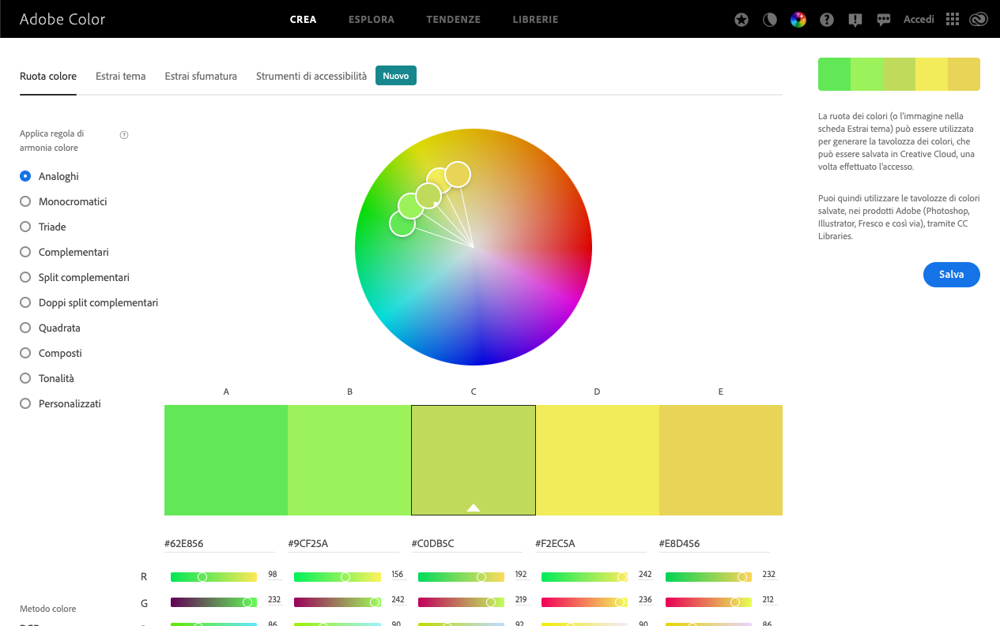 Adobe Color
CREA ESPLORA TENDENZE LIBRERIE
Accedi
Ruota colore Estrai tema Estrai sfumatura Strumenti di accessibilità Nuovo
Applica regola di
armonia colore
Analoghi
Monocromatici
Triade
Complementari
Split complementari
Doppi split complementari
Quadrata
Composti
Tonalità
Personalizzati
La ruota dei colori (o l'immagine nella
scheda Estrai tema) può essere utilizzata
per generare la tavolozza dei colori, che
può essere salvata in Creative Cloud, una
volta effettuato l'accesso.
Puoi quindi utilizzare le tavolozze di colori
salvate, nei prodotti Adobe (Photoshop,
Illustrator, Fresco e così via), tramite CC
Libraries.
Salva
A B C D E
#62E856 #9CF25A #C0DB5C #F2EC5A #E8D456
R 98 156 192 242 232
G 232 242 219 236 212
86 90 92 90 86
Metodo colore